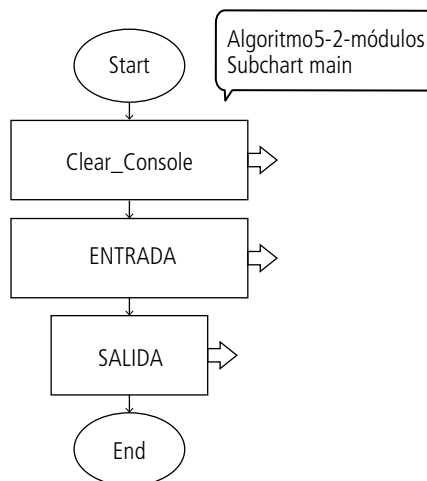 Algoritmo5-2-módulos
Subchart main
Start
Clear_Console
ENTRADA
SALIDA
End